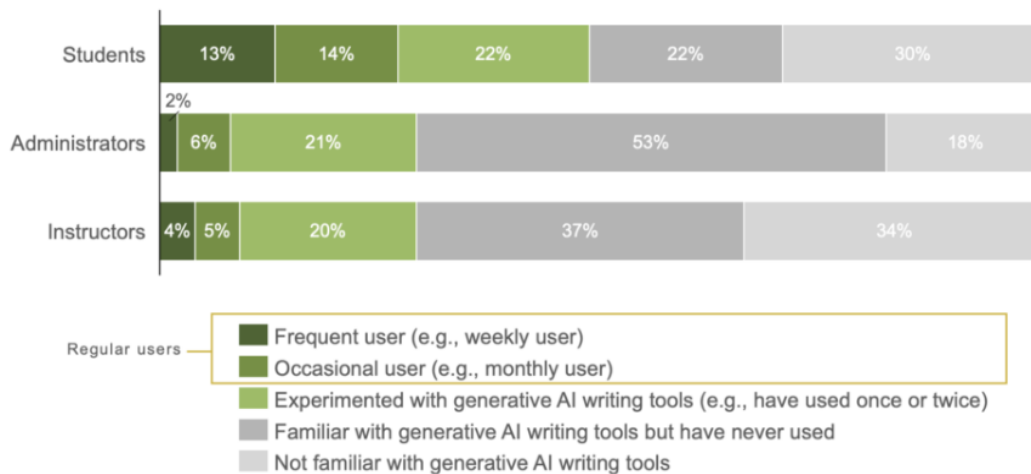 Students 13% 14% 22% 22% 30%
2%
Administrators 6% 21% 53% 18%
Instructors 4% 5% 20% 37% 34%
Regular users
Frequent user (e.g., weekly user)
Occasional user (e.g., monthly user)
Experimented with generative AI writing tools (e.g., have used once or twice)
Familiar with generative AI writing tools but have never used
Not familiar with generative AI writing tools